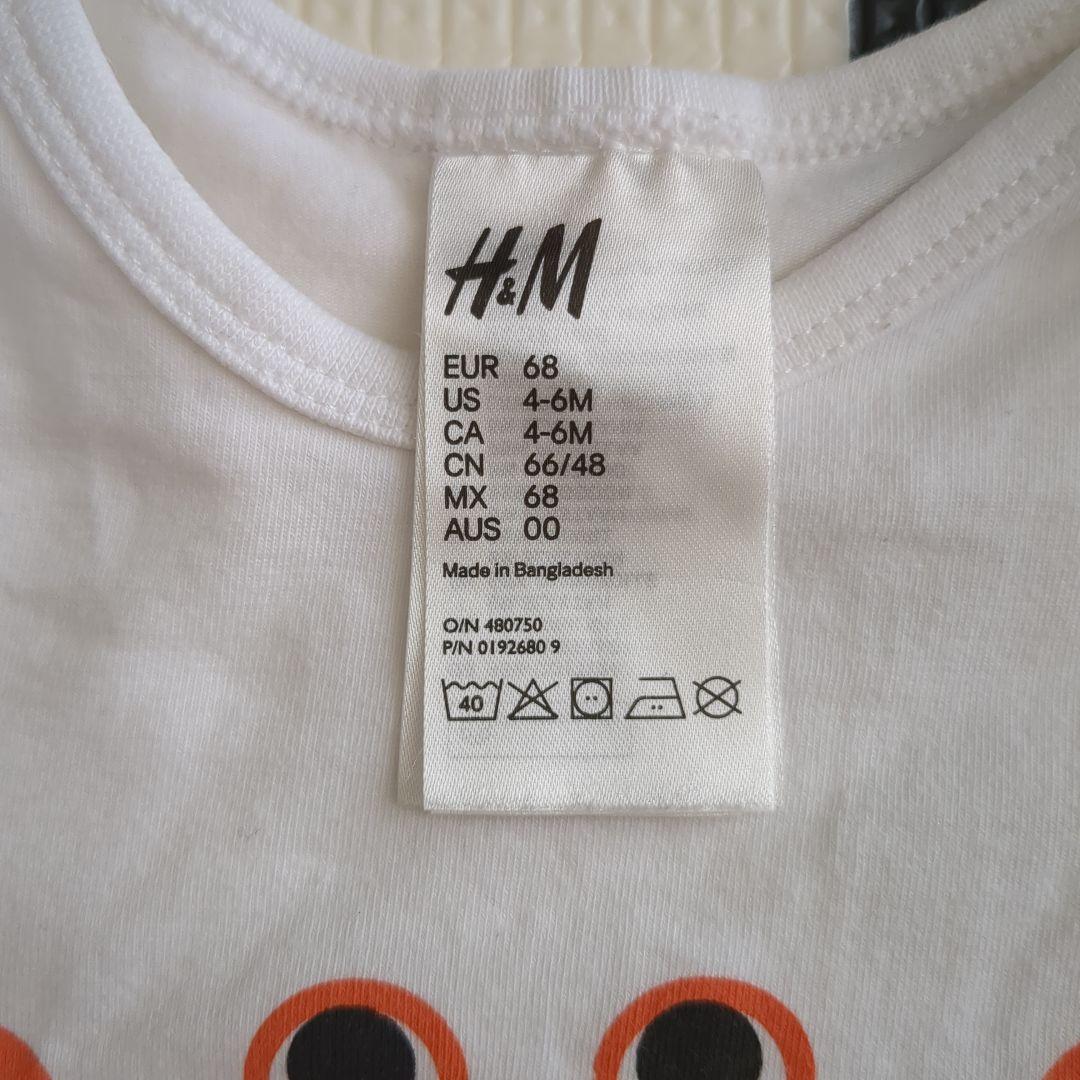 H&M
EUR 68
US 4-6M
CA 4-6M
CN 66/48
MX 68
AUS 00
Made in Bangladesh
O/N 480750
P/N 0192680 9
40